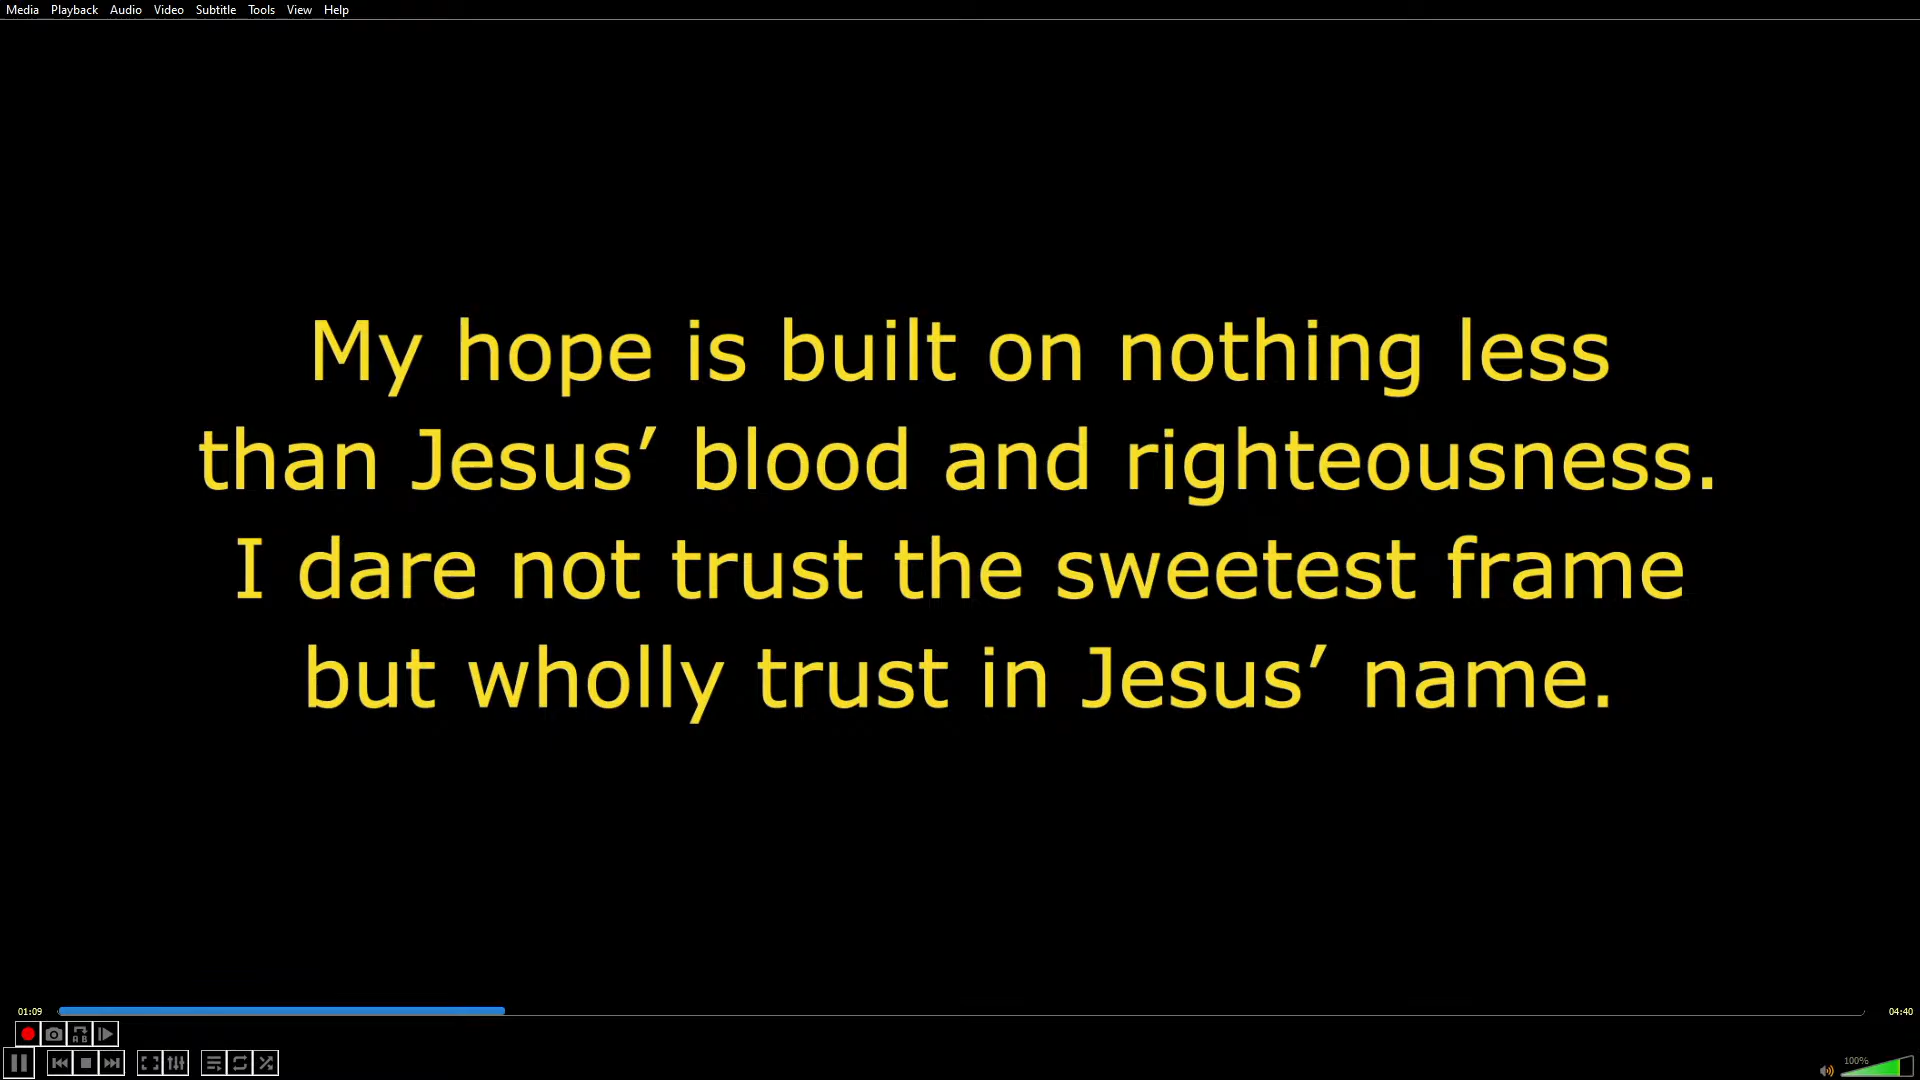 Media Playback Audio Video Subtitle Tools View Help
My hope is built on nothing less
than Jesus’ blood and righteousness.
I dare not trust the sweetest frame
but wholly trust in Jesus’ name.
01:09 04:40
A B
100%